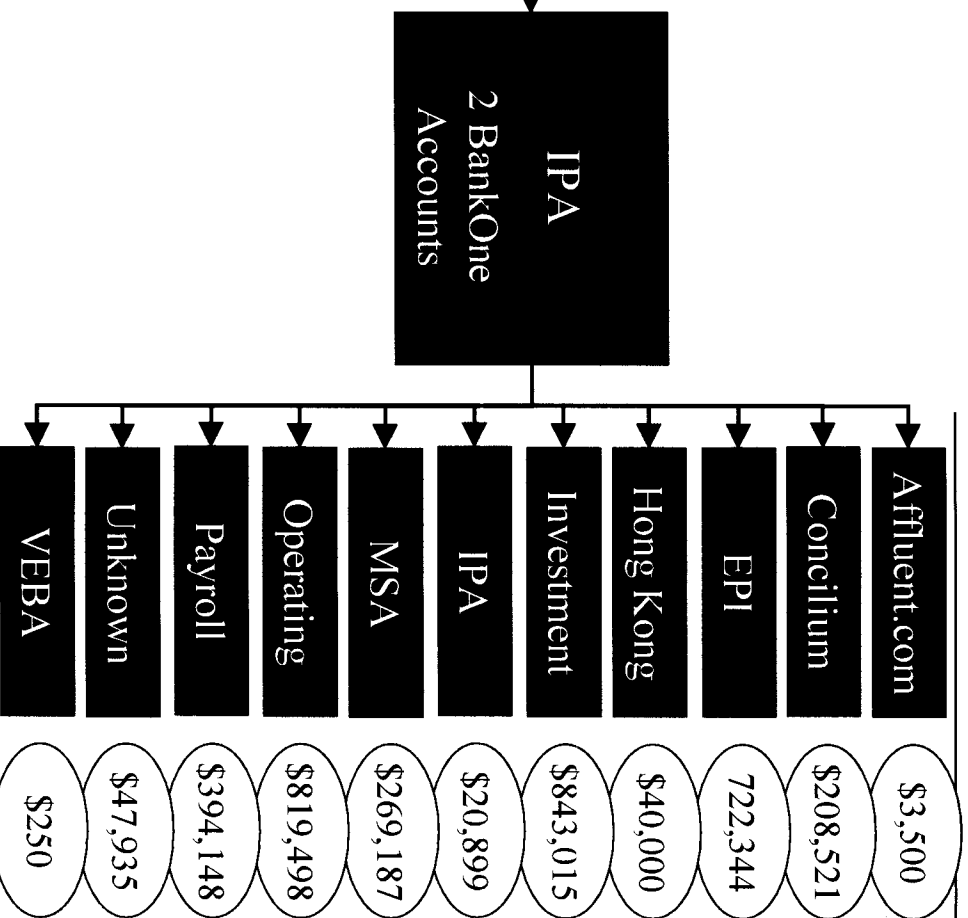 IPA
2 BankOne
Accounts
Affluent.com
$3,500
Concilium
$208,521
EPI
722,344
Hong Kong
$40,000
Investment
$843,015
IPA
$20,899
MSA
$269,187
Operating
$819,498
Payroll
$394,148
Unknown
$47,935
VEBA
$250